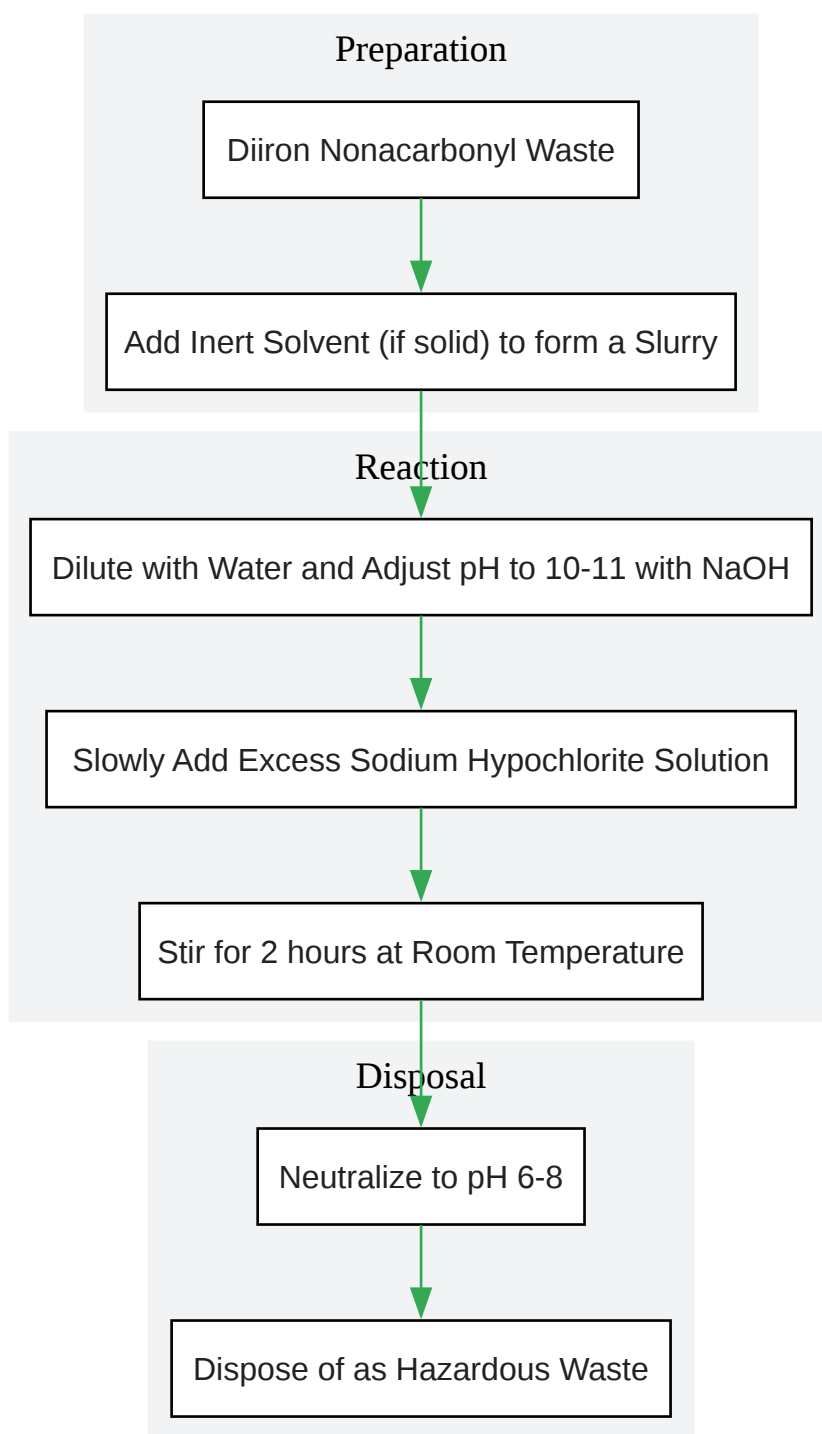 Preparation
Diiron Nonacarbonyl Waste
Add Inert Solvent (if solid) to form a Slurry
Reaction
Dilute with Water and Adjust pH to 10-11 with NaOH
Slowly Add Excess Sodium Hypochlorite Solution
Stir for 2 hours at Room Temperature
Disposal
Neutralize to pH 6-8
Dispose of as Hazardous Waste